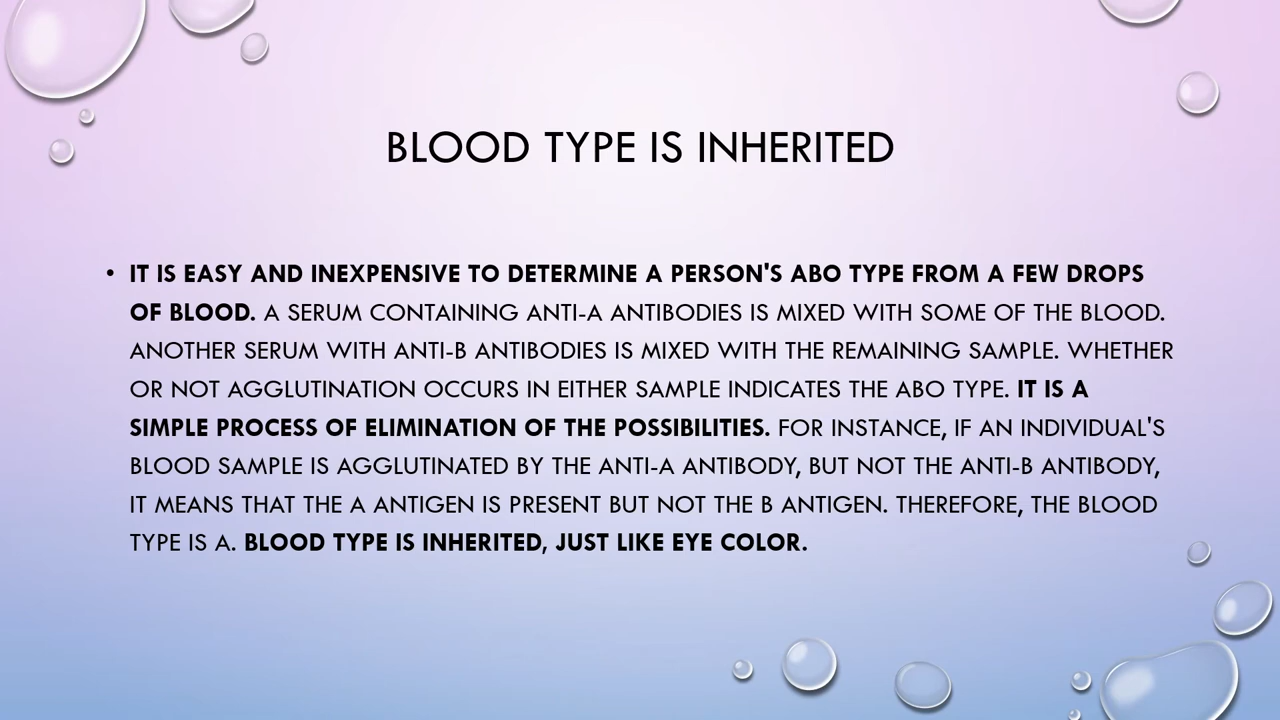 BLOOD TYPE IS INHERITED
• IT IS EASY AND INEXPENSIVE TO DETERMINE A PERSON'S ABO TYPE FROM A FEW DROPS
OF BLOOD. A SERUM CONTAINING ANTI-A ANTIBODIES IS MIXED WITH SOME OF THE BLOOD.
ANOTHER SERUM WITH ANTI-B ANTIBODIES IS MIXED WITH THE REMAINING SAMPLE. WHETHER
OR NOT AGGLUTINATION OCCURS IN EITHER SAMPLE INDICATES THE ABO TYPE. IT IS A
SIMPLE PROCESS OF ELIMINATION OF THE POSSIBILITIES. FOR INSTANCE, IF AN INDIVIDUAL'S
BLOOD SAMPLE IS AGGLUTINATED BY THE ANTI-A ANTIBODY, BUT NOT THE ANTI-B ANTIBODY,
IT MEANS THAT THE A ANTIGEN IS PRESENT BUT NOT THE B ANTIGEN. THEREFORE, THE BLOOD
TYPE IS A. BLOOD TYPE IS INHERITED, JUST LIKE EYE COLOR.